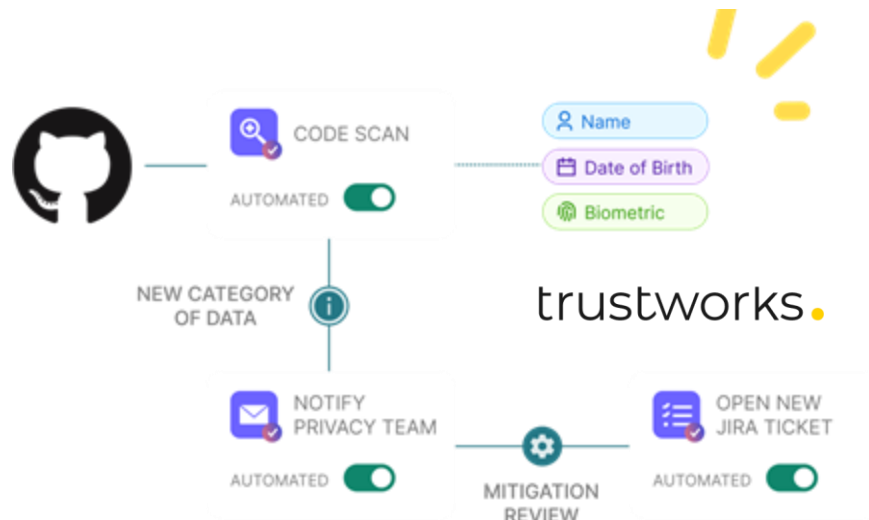 CODE SCAN
AUTOMATED
Name
Date of Birth
Biometric
NEW CATEGORY
OF DATA
trustworks.
NOTIFY
PRIVACY TEAM
AUTOMATED
MITIGATION
REVIEW
OPEN NEW
JIRA TICKET
AUTOMATED